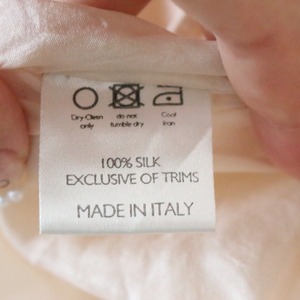 Dry Clean only
do not tumble dry
Cool iron
100% SILK
EXCLUSIVE OF TRIMS
MADE IN ITALY